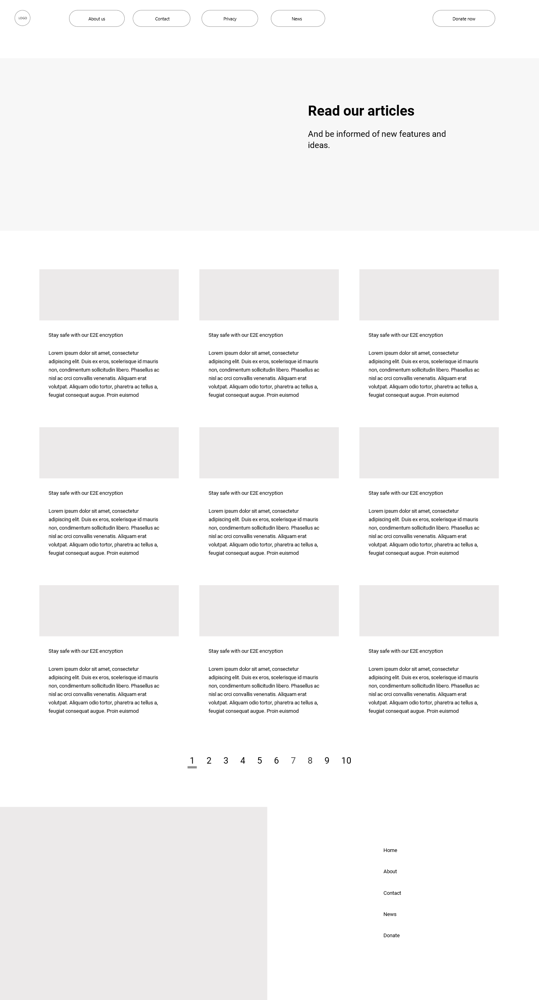 LOGO
About us
Contact
Privacy
News
Donate now
Read our articles
And be informed of new features and
ideas.
Stay safe with our E2E encryption
Lorem ipsum dolor sit amet, consectetur
adipiscing elit. Duis ex eros, scelerisque id mauris
non, condimentum sollicitudin libero. Phasellus ac
nisl ac orci convallis venenatis. Aliquam erat
volutpat. Aliquam odio tortor, pharetra ac tellus a,
feugiat consequat augue. Proin euismod
Stay safe with our E2E encryption
Lorem ipsum dolor sit amet, consectetur
adipiscing elit. Duis ex eros, scelerisque id mauris
non, condimentum sollicitudin libero. Phasellus ac
nisl ac orci convallis venenatis. Aliquam erat
volutpat. Aliquam odio tortor, pharetra ac tellus a,
feugiat consequat augue. Proin euismod
Stay safe with our E2E encryption
Lorem ipsum dolor sit amet, consectetur
adipiscing elit. Duis ex eros, scelerisque id mauris
non, condimentum sollicitudin libero. Phasellus ac
nisl ac orci convallis venenatis. Aliquam erat
volutpat. Aliquam odio tortor, pharetra ac tellus a,
feugiat consequat augue. Proin euismod
Stay safe with our E2E encryption
Lorem ipsum dolor sit amet, consectetur
adipiscing elit. Duis ex eros, scelerisque id mauris
non, condimentum sollicitudin libero. Phasellus ac
nisl ac orci convallis venenatis. Aliquam erat
volutpat. Aliquam odio tortor, pharetra ac tellus a,
feugiat consequat augue. Proin euismod
Stay safe with our E2E encryption
Lorem ipsum dolor sit amet, consectetur
adipiscing elit. Duis ex eros, scelerisque id mauris
non, condimentum sollicitudin libero. Phasellus ac
nisl ac orci convallis venenatis. Aliquam erat
volutpat. Aliquam odio tortor, pharetra ac tellus a,
feugiat consequat augue. Proin euismod
Stay safe with our E2E encryption
Lorem ipsum dolor sit amet, consectetur
adipiscing elit. Duis ex eros, scelerisque id mauris
non, condimentum sollicitudin libero. Phasellus ac
nisl ac orci convallis venenatis. Aliquam erat
volutpat. Aliquam odio tortor, pharetra ac tellus a,
feugiat consequat augue. Proin euismod
Stay safe with our E2E encryption
Lorem ipsum dolor sit amet, consectetur
adipiscing elit. Duis ex eros, scelerisque id mauris
non, condimentum sollicitudin libero. Phasellus ac
nisl ac orci convallis venenatis. Aliquam erat
volutpat. Aliquam odio tortor, pharetra ac tellus a,
feugiat consequat augue. Proin euismod
Stay safe with our E2E encryption
Lorem ipsum dolor sit amet, consectetur
adipiscing elit. Duis ex eros, scelerisque id mauris
non, condimentum sollicitudin libero. Phasellus ac
nisl ac orci convallis venenatis. Aliquam erat
volutpat. Aliquam odio tortor, pharetra ac tellus a,
feugiat consequat augue. Proin euismod
Stay safe with our E2E encryption
Lorem ipsum dolor sit amet, consectetur
adipiscing elit. Duis ex eros, scelerisque id mauris
non, condimentum sollicitudin libero. Phasellus ac
nisl ac orci convallis venenatis. Aliquam erat
volutpat. Aliquam odio tortor, pharetra ac tellus a,
feugiat consequat augue. Proin euismod
1 2 3 4 5 6 7 8 9 10
Home
About
Contact
News
Donate